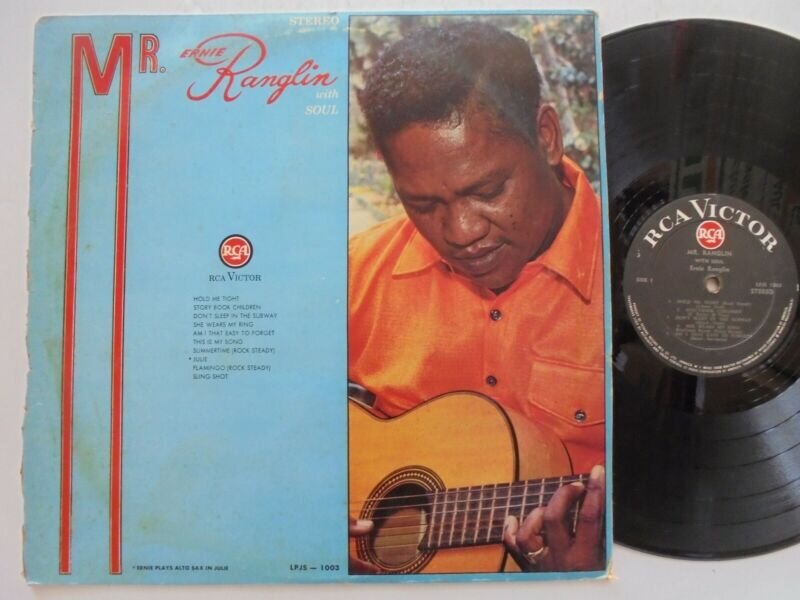 STEREO
MR. ERNIE
Ranglin
with
SOUL
RCA
RCA VICTOR
HOLD ME TIGHT
STORY BOOK CHILDREN
DON'T SLEEP IN THE SUBWAY
SHE WEARS MY RING
AM I THAT EASY TO FORGET
THIS IS MY SONG
SUMMERTIME (ROCK STEADY)
* JULIE
FLAMINGO (ROCK STEADY)
SLING SHOT
* ERNIE PLAYS ALTO SAX IN JULIE
LPJS — 1003
RCA VICTOR
RCA
MR. RANGLIN
WITH SOUL
Ernie Ranglin
SIDE 1
STEREO